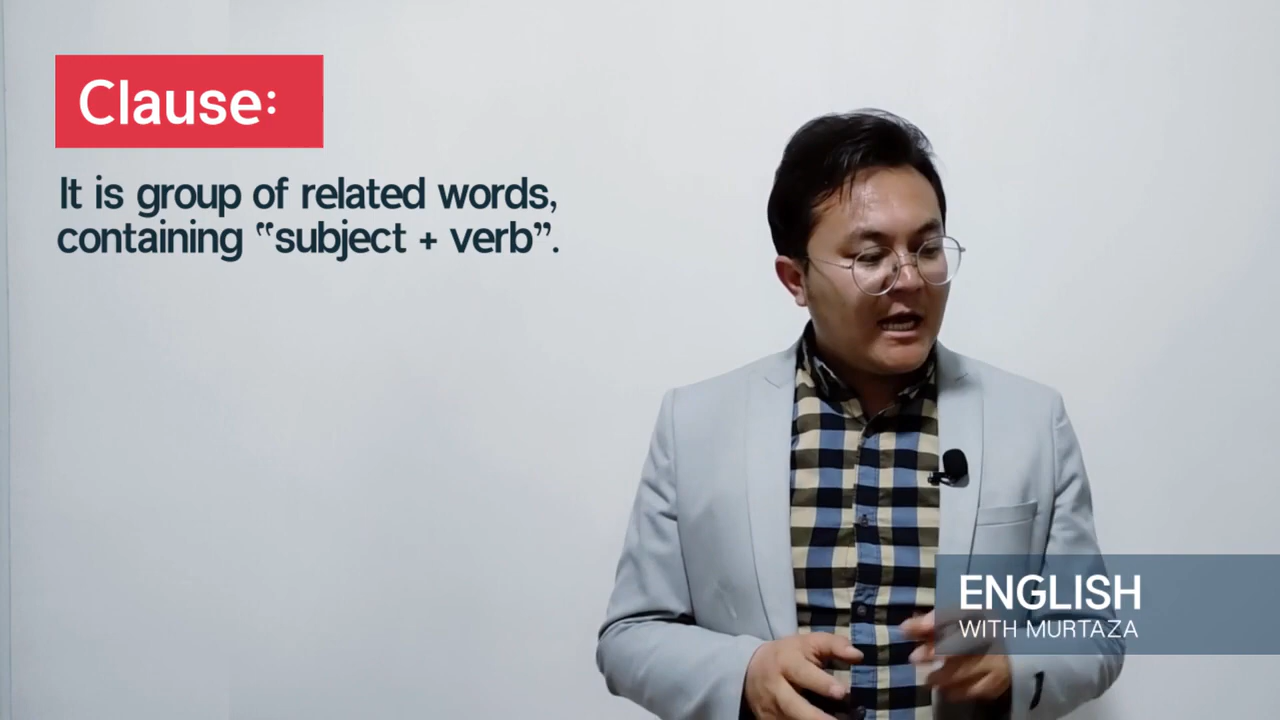 Clause:
It is group of related words,
containing “subject + verb”.
ENGLISH
WITH MURTAZA